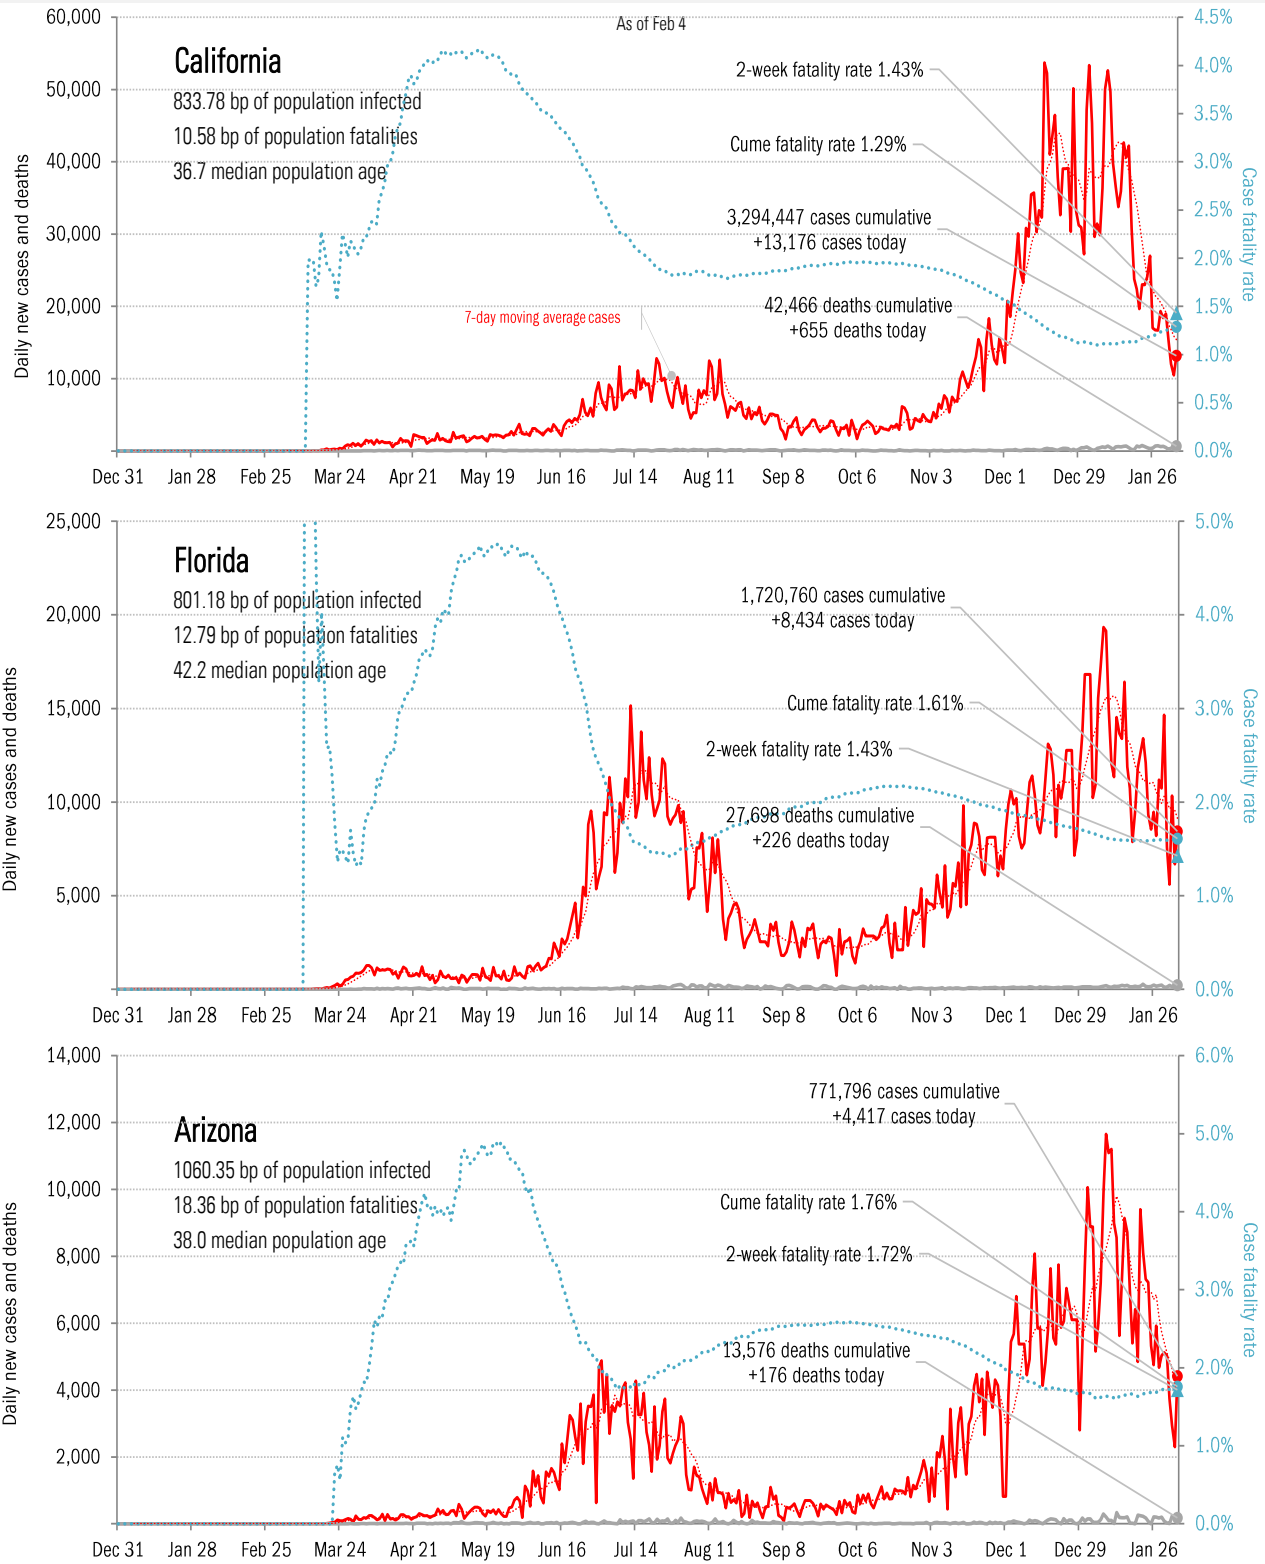 As of Feb 4
60,000
50,000
40,000
30,000
20,000
10,000
Daily new cases and deaths
California
833.78 bp of population infected
10.58 bp of population fatalities
36.7 median population age
2-week fatality rate 1.43%
Cume fatality rate 1.29%
3,294,447 cases cumulative
+13,176 cases today
42,466 deaths cumulative
+655 deaths today
7-day moving average cases
4.5%
4.0%
3.5%
3.0%
2.5%
2.0%
1.5%
1.0%
0.5%
0.0%
Case fatality rate
Dec 31 Jan 28 Feb 25 Mar 24 Apr 21 May 19 Jun 16 Jul 14 Aug 11 Sep 8 Oct 6 Nov 3 Dec 1 Dec 29 Jan 26
25,000
20,000
15,000
10,000
5,000
Daily new cases and deaths
Florida
801.18 bp of population infected
12.79 bp of population fatalities
42.2 median population age
1,720,760 cases cumulative
+8,434 cases today
Cume fatality rate 1.61%
2-week fatality rate 1.43%
27,698 deaths cumulative
+226 deaths today
5.0%
4.0%
3.0%
2.0%
1.0%
0.0%
Case fatality rate
Dec 31 Jan 28 Feb 25 Mar 24 Apr 21 May 19 Jun 16 Jul 14 Aug 11 Sep 8 Oct 6 Nov 3 Dec 1 Dec 29 Jan 26
14,000
12,000
10,000
8,000
6,000
4,000
2,000
Daily new cases and deaths
Arizona
1060.35 bp of population infected
18.36 bp of population fatalities
38.0 median population age
771,796 cases cumulative
+4,417 cases today
Cume fatality rate 1.76%
2-week fatality rate 1.72%
13,576 deaths cumulative
+176 deaths today
6.0%
5.0%
4.0%
3.0%
2.0%
1.0%
0.0%
Case fatality rate
Dec 31 Jan 28 Feb 25 Mar 24 Apr 21 May 19 Jun 16 Jul 14 Aug 11 Sep 8 Oct 6 Nov 3 Dec 1 Dec 29 Jan 26